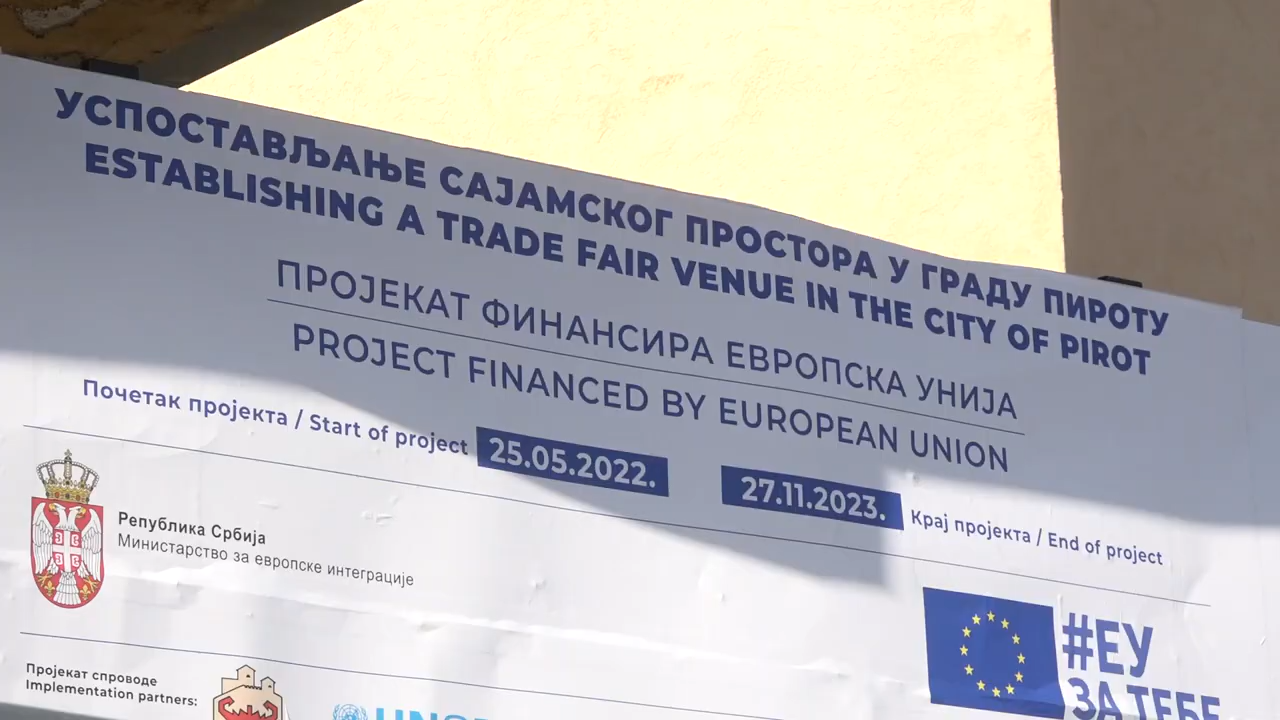 УСПОСТАВЉАЊЕ САЈАМСКОГ ПРОСТОРА У ГРАДУ ПИРОТУ
ESTABLISHING A TRADE FAIR VENUE IN THE CITY OF PIROT
ПРОЈЕКАТ ФИНАНСИРА ЕВРОПСКА УНИЈА
PROJECT FINANCED BY EUROPEAN UNION
Почетак пројекта / Start of project 25.05.2022.
27.11.2023. Крај пројекта / End of project
Република Србија
Министарство за европске интеграције
#ЕУ
ЗА ТЕБЕ
Пројекат спроводе
Implementation partners: